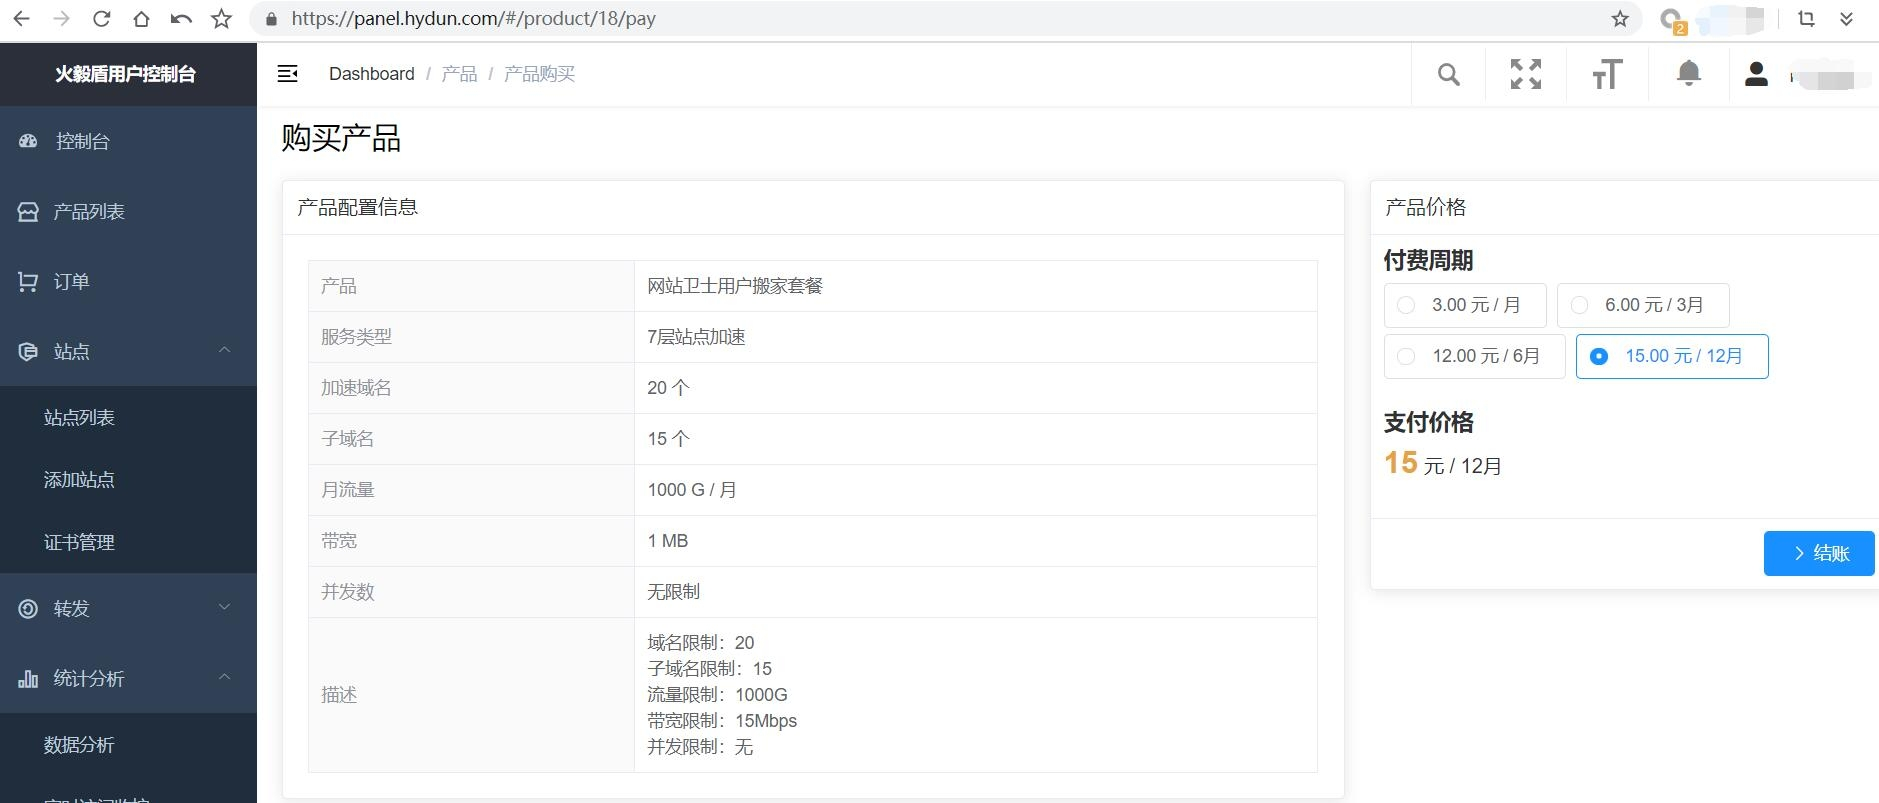 https://panel.hydun.com/#/product/18/pay
2
火毅盾用户控制台
Dashboard / 产品 / 产品购买
控制台
产品列表
订单
站点
站点列表
添加站点
证书管理
转发
统计分析
数据分析
购买产品
产品配置信息
产品 网站卫士用户搬家套餐
服务类型 7层站点加速
加速域名 20 个
子域名 15 个
月流量 1000 G / 月
带宽 1 MB
并发数 无限制
描述
域名限制：20
子域名限制：15
流量限制：1000G
带宽限制：15Mbps
并发限制：无
产品价格
付费周期
3.00 元 / 月 6.00 元 / 3月
12.00 元 / 6月 15.00 元 / 12月
支付价格
15 元 / 12月
结账